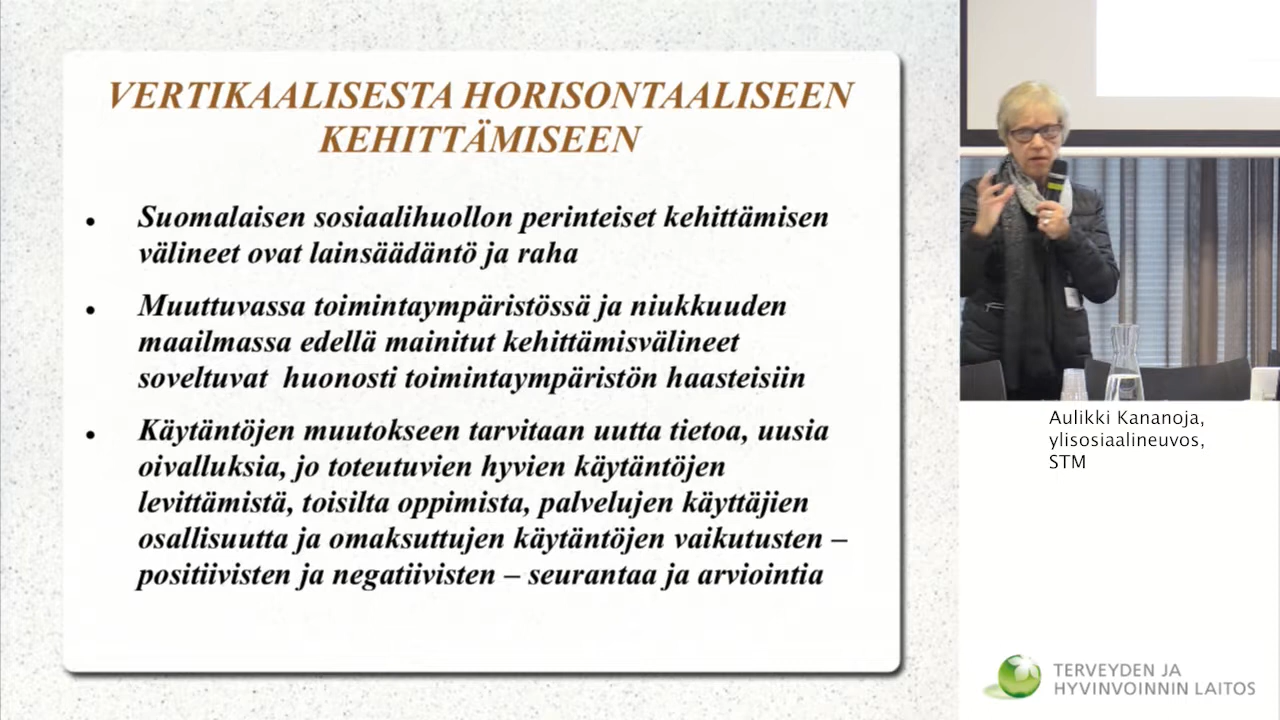 VERTIKAALISESTA HORISONTAALISEEN
KEHITTÄMISEEN
• Suomalaisen sosiaalihuollon perinteiset kehittämisen
välineet ovat lainsäädäntö ja raha
• Muuttuvassa toimintaympäristössä ja niukkuuden
maailmassa edellä mainitut kehittämisvälineet
soveltuvat huonosti toimintaympäristön haasteisiin
• Käytäntöjen muutokseen tarvitaan uutta tietoa, uusia
oivalluksia, jo toteutuvien hyvien käytäntöjen
levittämistä, toisilta oppimista, palvelujen käyttäjien
osallisuutta ja omaksuttujen käytäntöjen vaikutusten –
positiivisten ja negatiivisten – seurantaa ja arviointia
Aulikki Kananoja,
ylisosiaalineuvos,
STM
TERVEYDEN JA
HYVINVOINNIN LAITOS